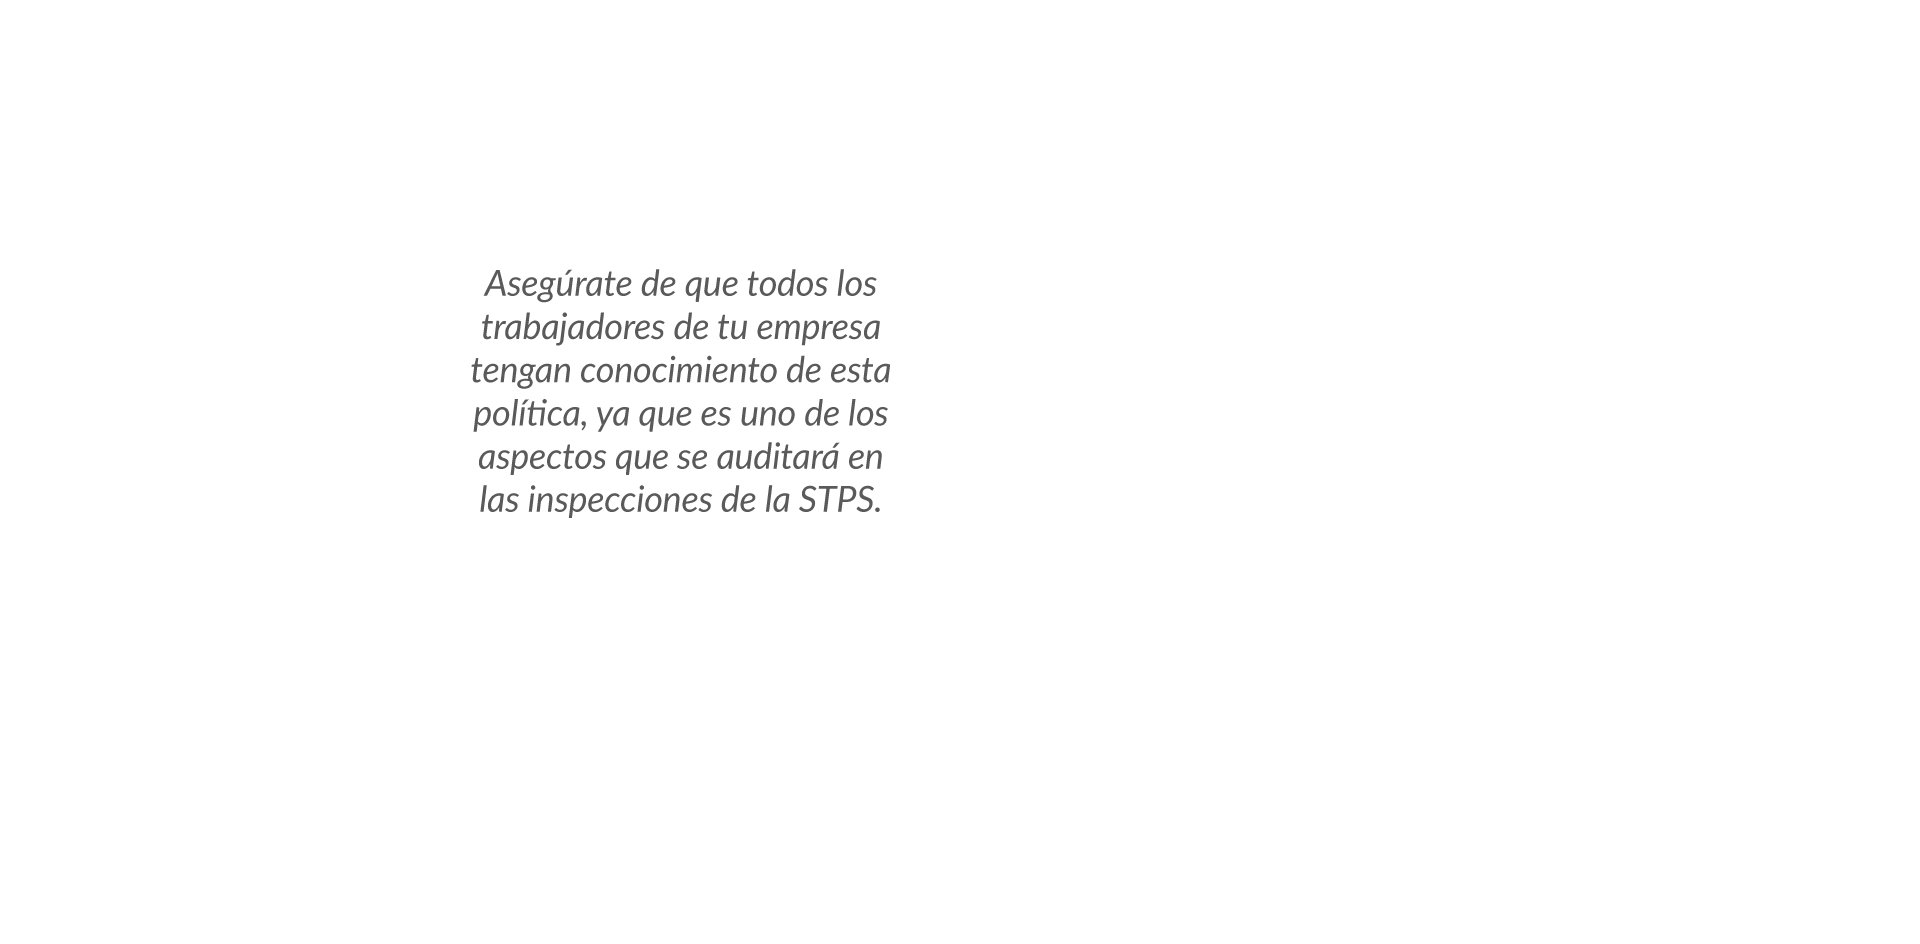 Asegúrate de que todos los
trabajadores de tu empresa
tengan conocimiento de esta
política, ya que es uno de los
aspectos que se auditará en
las inspecciones de la STPS.